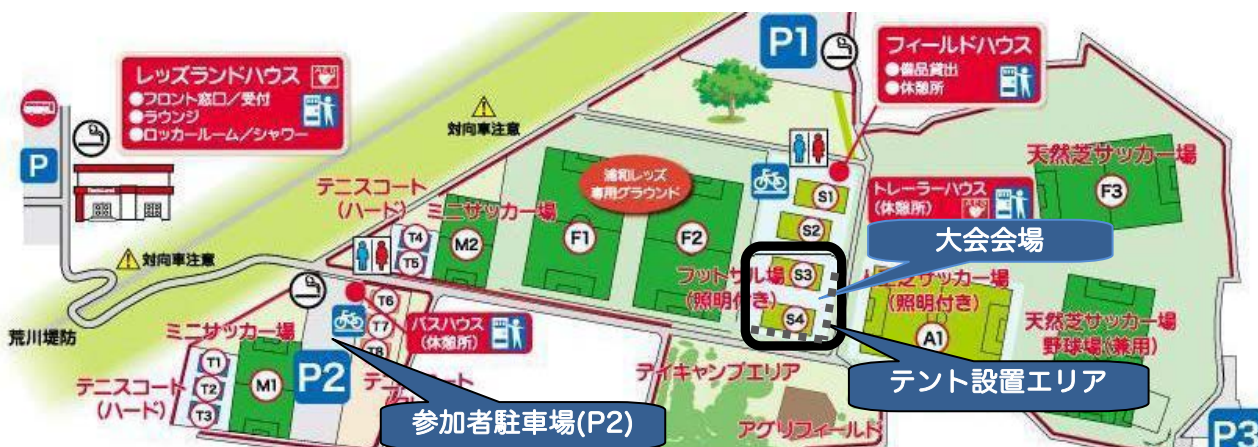 P
レッズランドハウス
●フロント窓口/受付
●ラウンジ
●ロッカールーム/シャワー
AED
対向車注意
対向車注意
荒川堤防
P1
フィールドハウス
●備品貸出
●休憩所
浦和レッズ
専用グラウンド
テニスコート
(ハード)
ミニサッカー場
T4
T5
M2
F1
F2
S1
S2
S3
S4
フットサル場
(照明付き)
トレーラーハウス
(休憩所)
AED
天然芝サッカー場
F3
大会会場
サッカー場
(照明付き)
A1
天然芝サッカー場
野球場(兼用)
テント設置エリア
ミニサッカー場
テニスコート
(ハード)
T1
T2
T3
M1
P2
T6
T7
T8
バスハウス
(休憩所)
参加者駐車場(P2)
デイキャンプエリア
アグリフィールド
P3